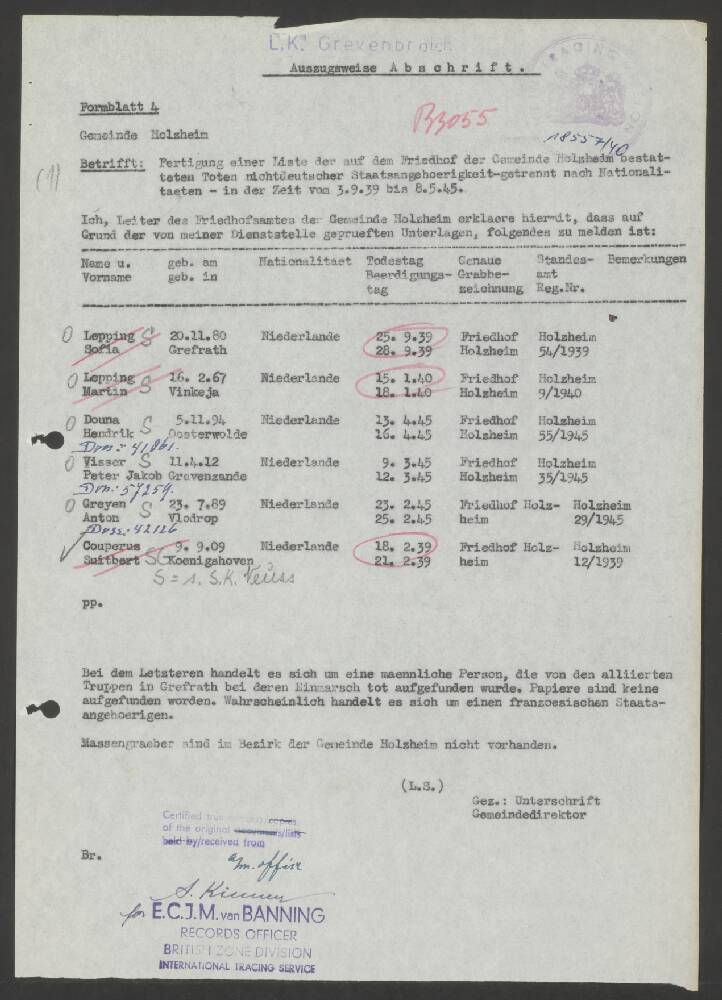 L.K. Grevenbroich
Auszugsweise Abschrift.
Formblatt 4
B3055
Gemeinde Holzheim
18557/40
(1)
Betrifft: Fertigung einer Liste der auf dem Friedhof der Gemeinde Holzheim bestat-
teten Toten nichtdeutscher Staatsangehoerigkeit-getrennt nach Nationali-
taeten - in der Zeit vom 3.9.39 bis 8.5.45.
Ich, Leiter des Friedhofsamtes der Gemeinde Holzheim erklaere hiermit, dass auf
Grund der von meiner Dienststelle geprueften Unterlagen, folgendes zu melden ist:
Name u. geb. am Nationalitaet Todestag Genaue Standes- Bemerkungen
Vorname geb. in Beerdigungs- Grabbe- amt
tag zeichnung Reg.Nr.
O Lepping S 20.11.80 Niederlande 25. 9.39 Friedhof Holzheim
Sofia Grefrath 28. 9.39 Holzheim 54/1939
O Lepping S 16. 2.67 Niederlande 15. 1.40 Friedhof Holzheim
Martin Vinkeja 18. 1.40 Holzheim 9/1940
O Douna S 5.11.94 Niederlande 13. 4.45 Friedhof Holzheim
Hendrik Oosterwolde 16. 4.45 Holzheim 55/1945
O Visser S 11.4.12 Niederlande 9. 3.45 Friedhof Holzheim
Peter Jakob Gravenzande 12. 3.45 Holzheim 35/1945
O Greyen S 23. 7.89 Niederlande 23. 2.45 Friedhof Holz- Holzheim
Anton Vlodrop 25. 2.45 heim 29/1945
Couperus 9. 9.09 Niederlande 18. 2.39 Friedhof Holz- Holzheim
Suitbert SG Koenigshoven 21. 2.39 heim 12/1939
S = s. S.K. Neuss
pp.
Bei dem Letzteren handelt es sich um eine maennliche Person, die von den alliierten
Truppen in Grefrath bei deren Einmarsch tot aufgefunden wurde. Papiere sind keine
aufgefunden worden. Wahrscheinlich handelt es sich um einen franzoesischen Staats-
angehoerigen.
Massengraeber sind im Bezirk der Gemeinde Holzheim nicht vorhanden.
(L.S.)
Gez.: Unterschrift
Gemeindedirektor
Certified true copies
of the original documents/lists
held by/received from
Br.
for E.C.J.M. van BANNING
RECORDS OFFICER
BRITISH ZONE DIVISION
INTERNATIONAL TRACING SERVICE